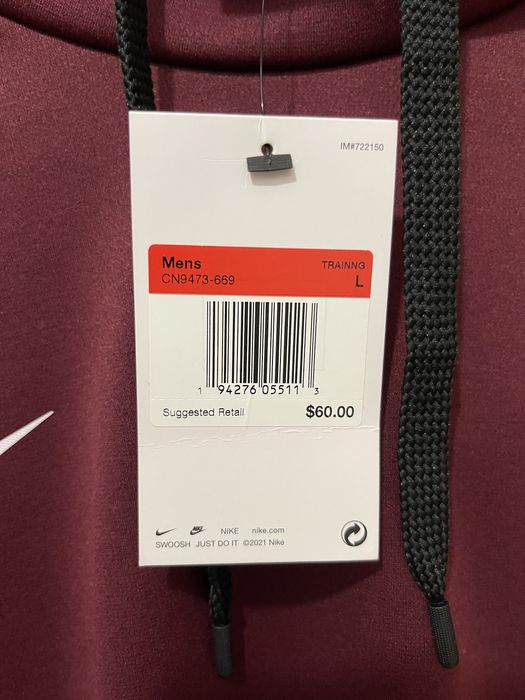 IM#722150
Mens TRAINNG
CN9473-669 L
1 94276 05511 3
Suggested Retail $60.00
NIKE NIKE nike.com
SWOOSH JUST DO IT ©2021 Nike